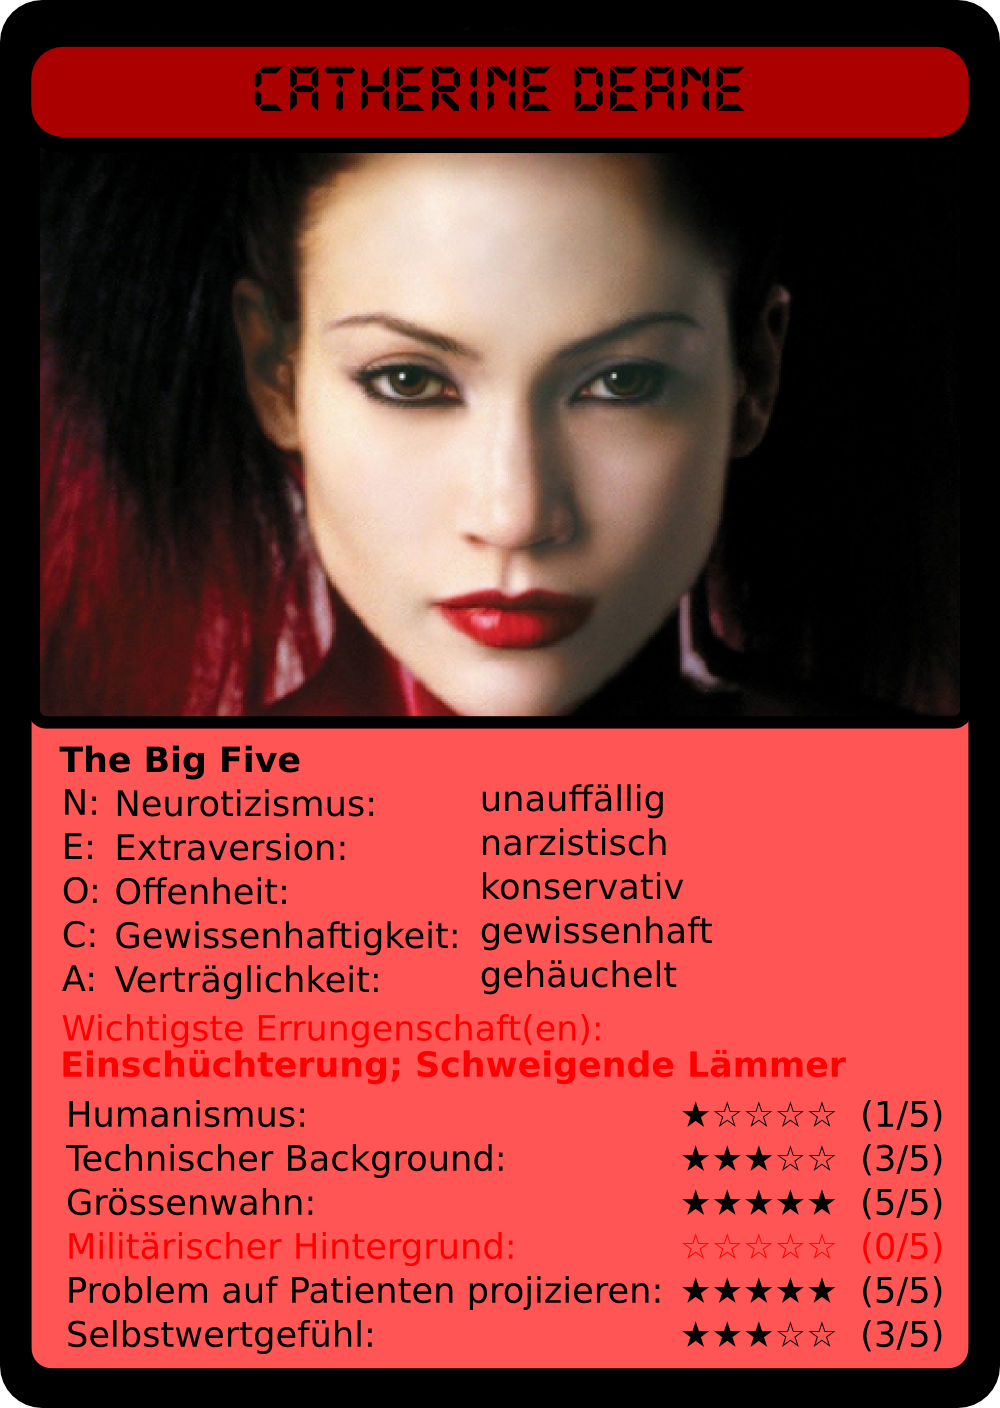 CATHERINE DEANE
The Big Five
N: Neurotizismus: unauffällig
E: Extraversion: narzistisch
O: Offenheit: konservativ
C: Gewissenhaftigkeit: gewissenhaft
A: Verträglichkeit: gehäuchelt
Wichtigste Errungenschaft(en):
Einschüchterung; Schweigende Lämmer
Humanismus: ★☆☆☆☆ (1/5)
Technischer Background: ★★★☆☆ (3/5)
Grössenwahn: ★★★★★ (5/5)
Militärischer Hintergrund: ☆☆☆☆☆ (0/5)
Problem auf Patienten projizieren: ★★★★★ (5/5)
Selbstwertgefühl: ★★★☆☆ (3/5)